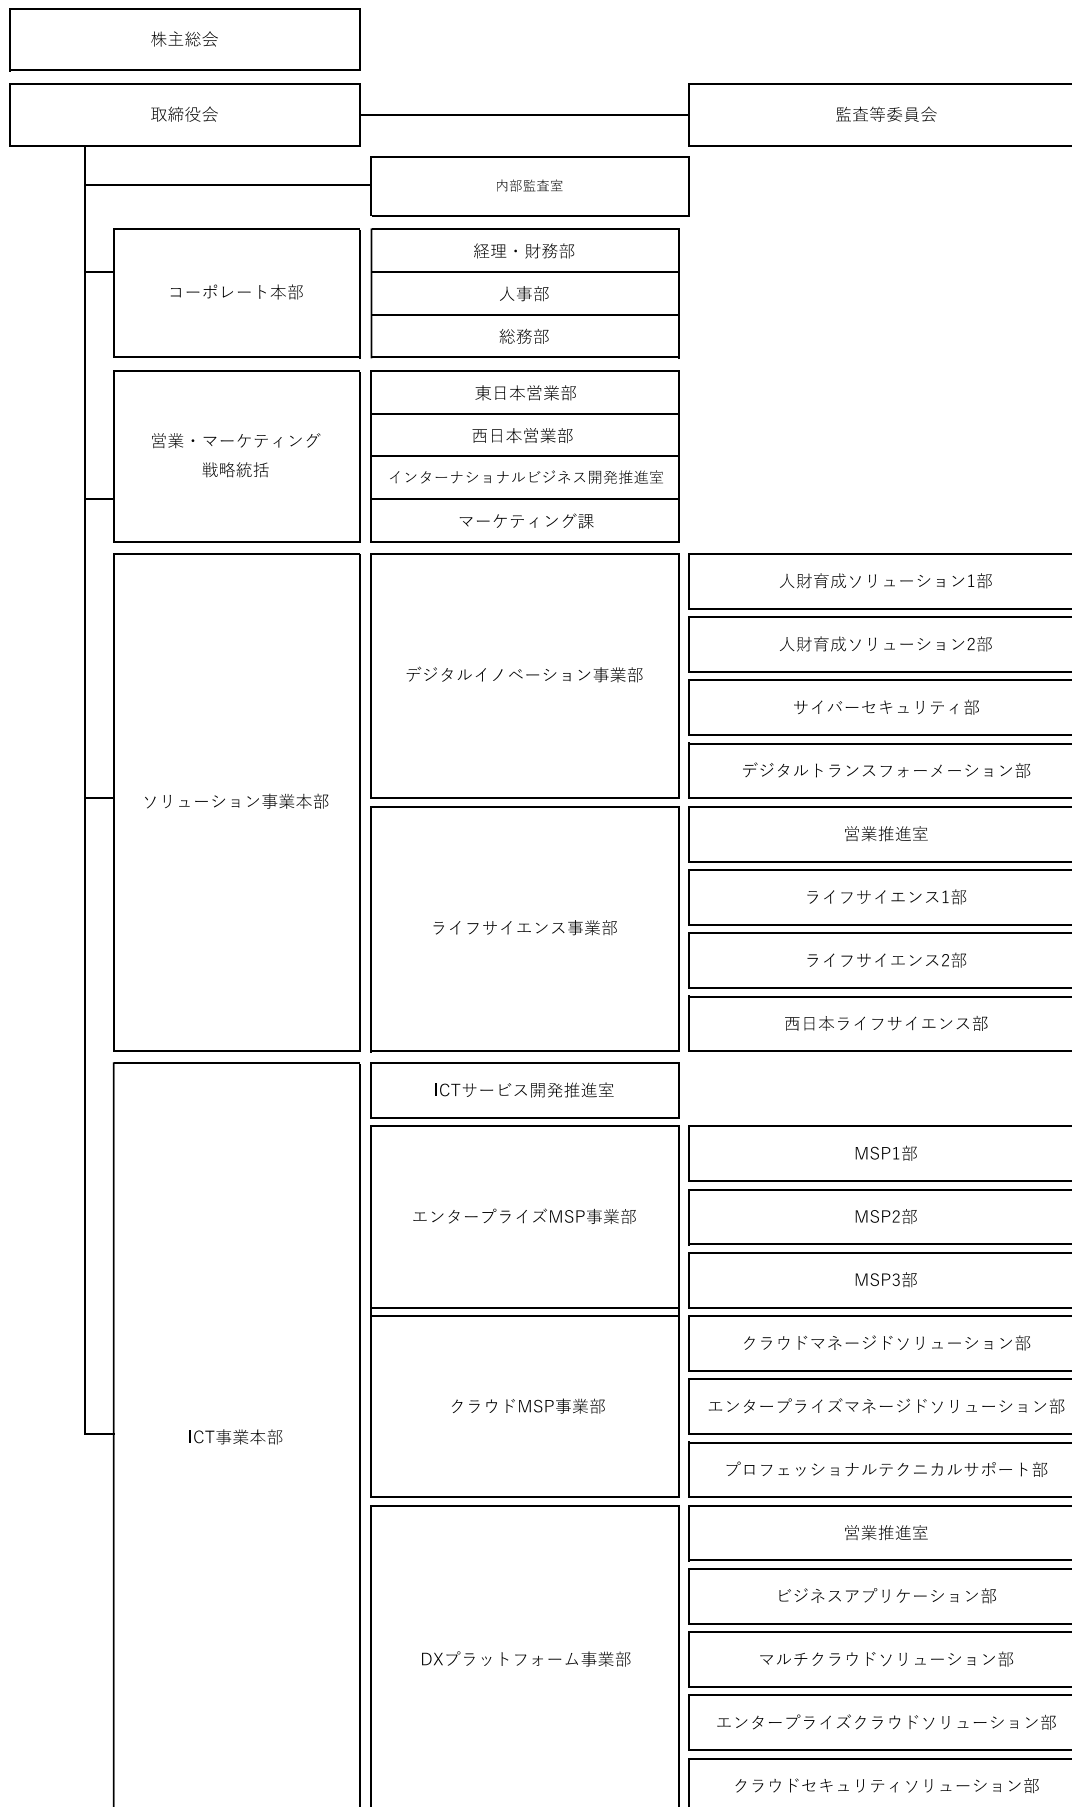 株主総会
取締役会
監査等委員会
内部監査室
コーポレート本部
経理・財務部
人事部
総務部
営業・マーケティング
戦略統括
東日本営業部
西日本営業部
インターナショナルビジネス開発推進室
マーケティング課
ソリューション事業本部
デジタルイノベーション事業部
人財育成ソリューション1部
人財育成ソリューション2部
サイバーセキュリティ部
デジタルトランスフォーメーション部
ライフサイエンス事業部
営業推進室
ライフサイエンス1部
ライフサイエンス2部
西日本ライフサイエンス部
ICT事業本部
ICTサービス開発推進室
エンタープライズMSP事業部
MSP1部
MSP2部
MSP3部
クラウドMSP事業部
クラウドマネージドソリューション部
エンタープライズマネージドソリューション部
プロフェッショナルテクニカルサポート部
DXプラットフォーム事業部
営業推進室
ビジネスアプリケーション部
マルチクラウドソリューション部
エンタープライズクラウドソリューション部
クラウドセキュリティソリューション部